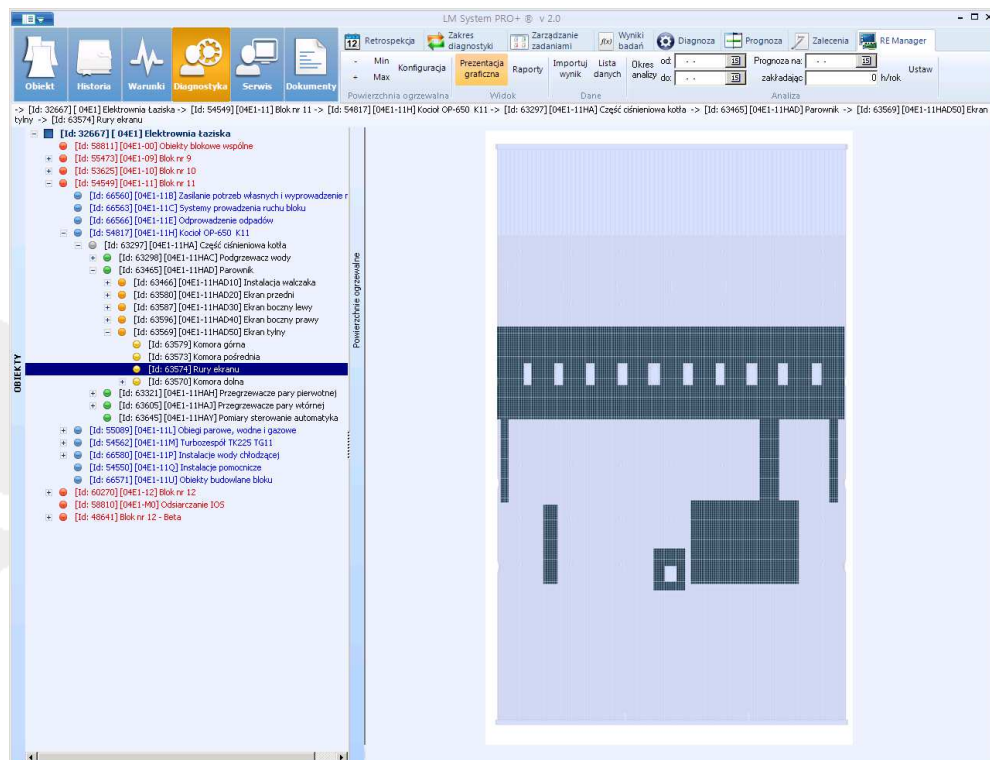 LM System PRO+ ® v 2.0
Obiekt
Historia
Warunki
Diagnostyka
Serwis
Dokumenty
12 Retrospekcja
Zakres diagnostyki
Zarządzanie zadaniami
f(x) Wyniki badań
Diagnoza
Prognoza
Zalecenia
RE Manager
- Min
+ Max
Konfiguracja
Powierzchnia ogrzewalna
Prezentacja graficzna
Raporty
Widok
Importuj wynik
Lista danych
Dane
Okres analizy
od: . . 15
do: . . 15
Prognoza na: . . 15
zakładając 0 h/rok
Ustaw
Analiza
-> [Id: 32667] [ 04E1] Elektrownia Łaziska -> [Id: 54549] [04E1-11] Blok nr 11 -> [Id: 54817] [04E1-11H] Kocioł OP-650 K11 -> [Id: 63297] [04E1-11HA] Część ciśnieniowa kotła -> [Id: 63465] [04E1-11HAD] Parownik -> [Id: 63569] [04E1-11HAD50] Ekran
tylny -> [Id: 63574] Rury ekranu
OBIEKTY
[Id: 32667] [ 04E1] Elektrownia Łaziska
[Id: 58811] [04E1-00] Obiekty blokowe wspólne
[Id: 55473] [04E1-09] Blok nr 9
[Id: 53625] [04E1-10] Blok nr 10
[Id: 54549] [04E1-11] Blok nr 11
[Id: 66560] [04E1-11B] Zasilanie potrzeb własnych i wyprowadzenie
[Id: 66563] [04E1-11C] Systemy prowadzenia ruchu bloku
[Id: 66566] [04E1-11E] Odprowadzenie odpadów
[Id: 54817] [04E1-11H] Kocioł OP-650 K11
[Id: 63297] [04E1-11HA] Część ciśnieniowa kotła
[Id: 63298] [04E1-11HAC] Podgrzewacz wody
[Id: 63465] [04E1-11HAD] Parownik
[Id: 63466] [04E1-11HAD10] Instalacja walczaka
[Id: 63580] [04E1-11HAD20] Ekran przedni
[Id: 63587] [04E1-11HAD30] Ekran boczny lewy
[Id: 63596] [04E1-11HAD40] Ekran boczny prawy
[Id: 63569] [04E1-11HAD50] Ekran tylny
[Id: 63579] Komora górna
[Id: 63573] Komora pośrednia
[Id: 63574] Rury ekranu
[Id: 63570] Komora dolna
[Id: 63321] [04E1-11HAH] Przegrzewacze pary pierwotnej
[Id: 63605] [04E1-11HAJ] Przegrzewacze pary wtórnej
[Id: 63645] [04E1-11HAY] Pomiary sterowanie automatyka
[Id: 55089] [04E1-11L] Obiegi parowe, wodne i gazowe
[Id: 54562] [04E1-11M] Turbozespół TK225 TG11
[Id: 66580] [04E1-11P] Instalacje wody chłodzącej
[Id: 54550] [04E1-11Q] Instalacje pomocnicze
[Id: 66571] [04E1-11U] Obiekty budowlane bloku
[Id: 60270] [04E1-12] Blok nr 12
[Id: 58810] [04E1-M0] Odsiarczanie IOS
[Id: 48641] Blok nr 12 - Beta
Powierzchnie ogrzewalne